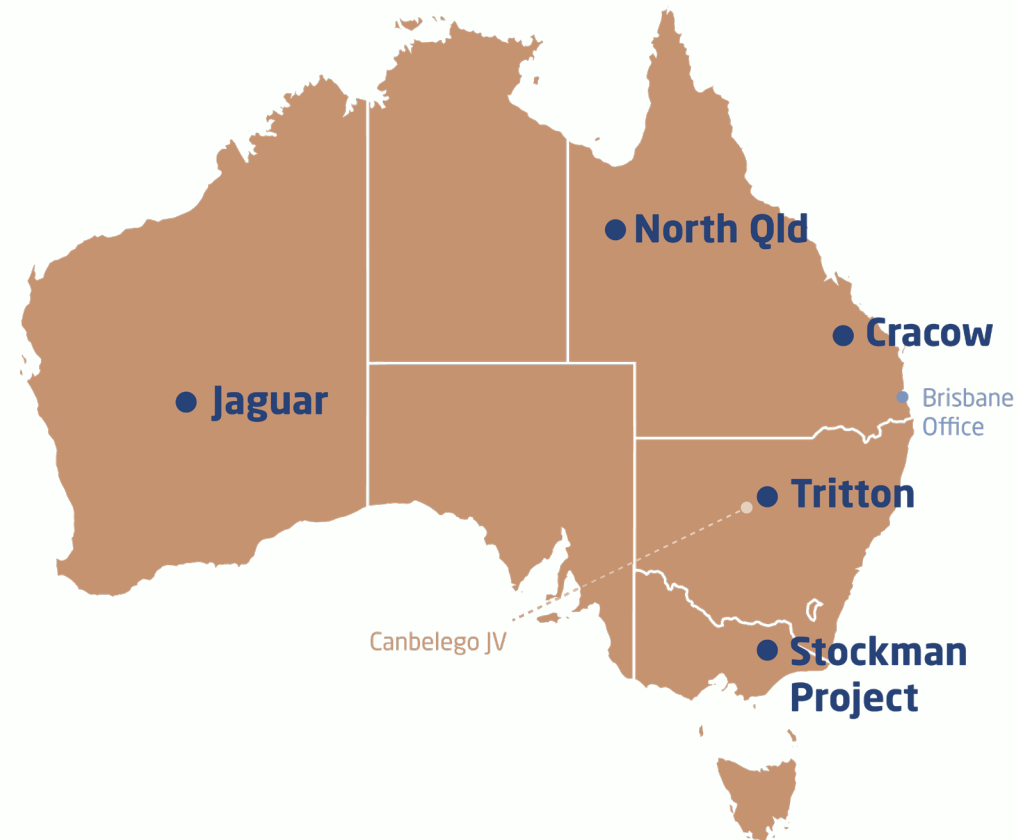 North Qld
Cracow
Jaguar
Brisbane
Office
Tritton
Canbelego JV
Stockman
Project